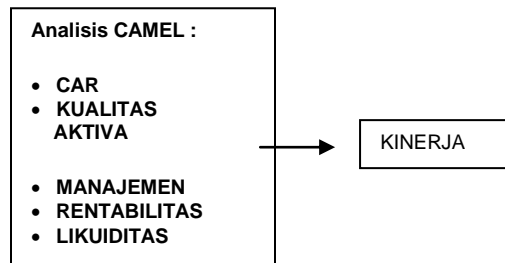 Analisis CAMEL :
• CAR
• KUALITAS
AKTIVA
• MANAJEMEN
• RENTABILITAS
• LIKUIDITAS
KINERJA